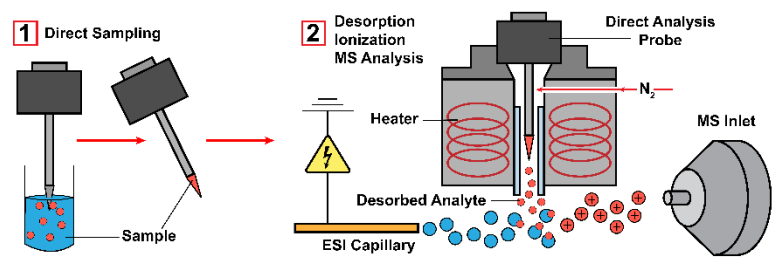 1 Direct Sampling
Sample
2 Desorption
Ionization
MS Analysis
Direct Analysis
Probe
N2
Heater
MS Inlet
Desorbed Analyte
ESI Capillary
+ + + + + + + + +